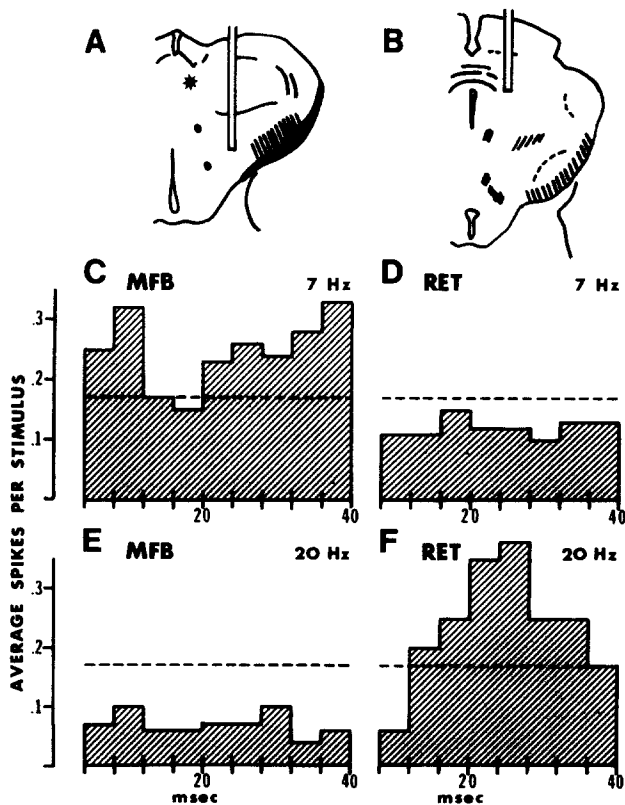 A
B
C MFB 7 Hz
D RET 7 Hz
.3
.2
.1
20 40
20 40
E MFB 20 Hz
F RET 20 Hz
.3
.2
.1
20 40
msec
20 40
msec
AVERAGE SPIKES PER STIMULUS